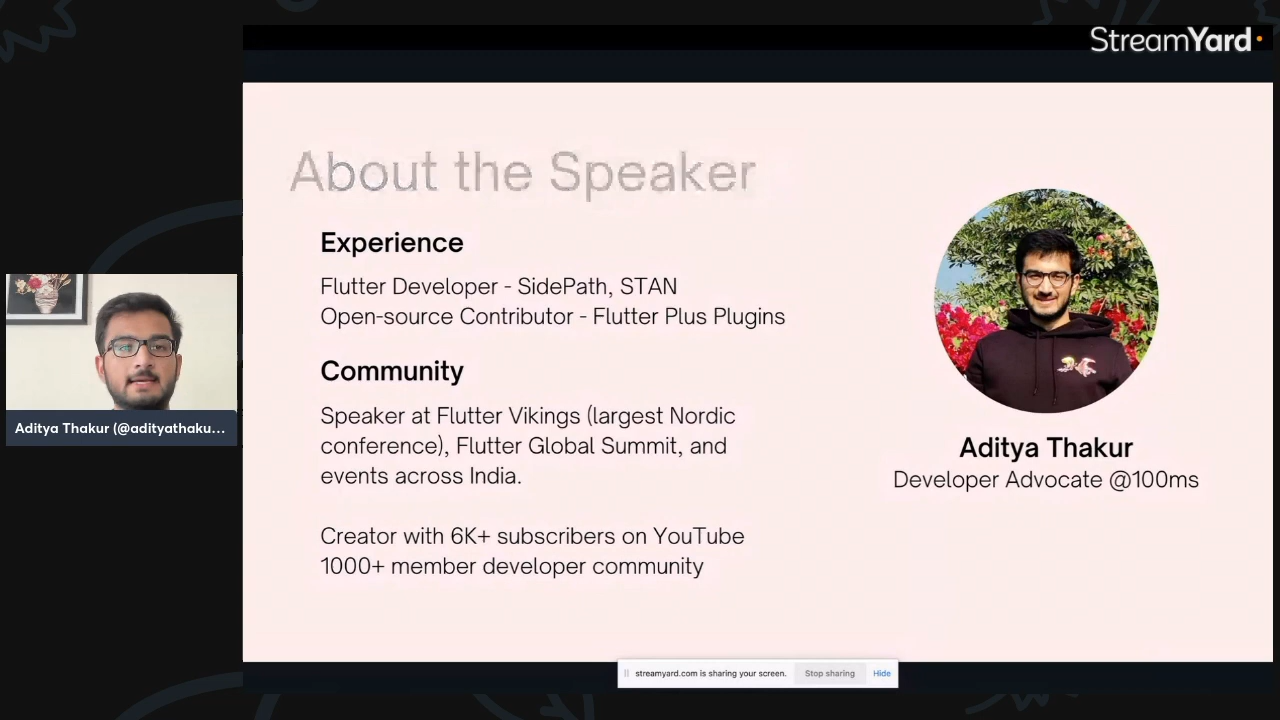 StreamYard
About the Speaker
Experience
Flutter Developer - SidePath, STAN
Open-source Contributor - Flutter Plus Plugins
Community
Speaker at Flutter Vikings (largest Nordic
conference), Flutter Global Summit, and
events across India.
Creator with 6K+ subscribers on YouTube
1000+ member developer community
Aditya Thakur
Developer Advocate @100ms
Aditya Thakur (@adityathaku...
streamyard.com is sharing your screen.
Stop sharing
Hide